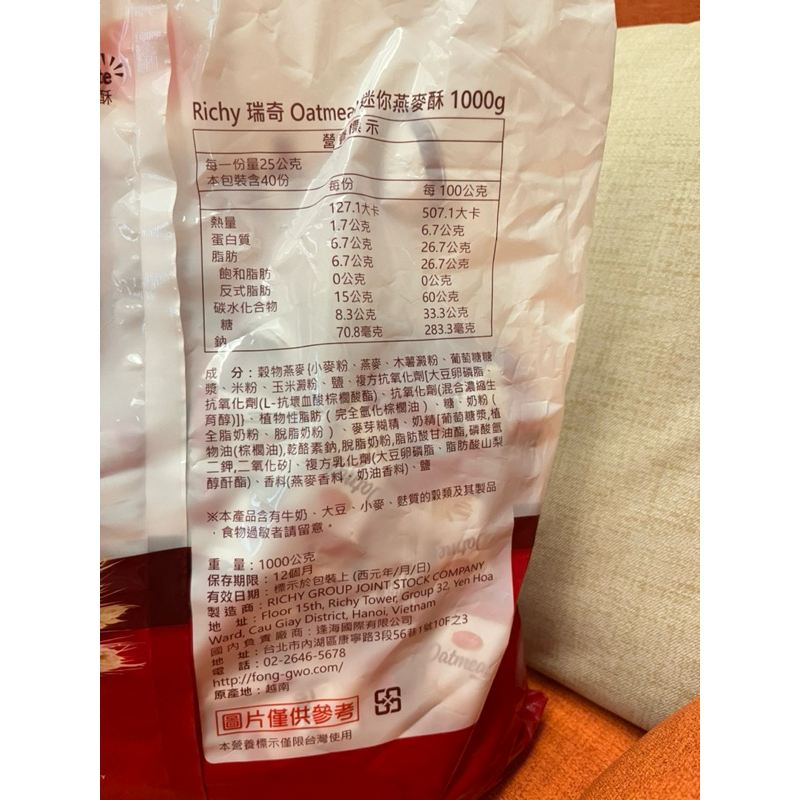 酥
Richy 瑞奇 Oatmeal 迷你燕麥酥 1000g
營養標示
每一份量25公克
本包裝含40份
每份 每 100公克
熱量 127.1大卡 507.1大卡
蛋白質 1.7公克 6.7公克
脂肪 6.7公克 26.7公克
飽和脂肪 6.7公克 26.7公克
反式脂肪 0公克 0公克
碳水化合物 15公克 60公克
糖 8.3公克 33.3公克
鈉 70.8毫克 283.3毫克
成 分：穀物燕麥{小麥粉、燕麥、木薯澱粉、葡萄糖糖
漿、米粉、玉米澱粉、鹽、複方抗氧化劑[大豆卵磷脂、
抗氧化劑(L-抗壞血酸棕櫚酸酯)、抗氧化劑(混合濃縮生
育醇)]}、植物性脂肪（完全氫化棕櫚油）、糖、奶粉（
全脂奶粉、脫脂奶粉）、麥芽糊精、奶精[葡萄糖漿,植
物油(棕櫚油),乾酪素鈉,脫脂奶粉,脂肪酸甘油酯,磷酸氫
二鉀,二氧化矽]、複方乳化劑(大豆卵磷脂、脂肪酸山梨
醇酐酯)、香料(燕麥香料、奶油香料)、鹽
※本產品含有牛奶、大豆、小麥、麩質的穀類及其製品
，食物過敏者請留意。
重 量：1000公克
保存期限：12個月
有效日期：標示於包裝上 (西元年/月/日)
製造商：RICHY GROUP JOINT STOCK COMPANY
地 址：Floor 15th, Richy Tower, Group 32, Yen Hoa
Ward, Cau Giay District, Hanoi, Vietnam
國內負責廠商：逢海國際有限公司
地 址：台北市內湖區康寧路3段56巷1號10F之3
電 話：02-2646-5678
http://fong-gwo.com/
原產地：越南
圖片僅供參考
本營養標示僅限台灣使用
Oatmeal